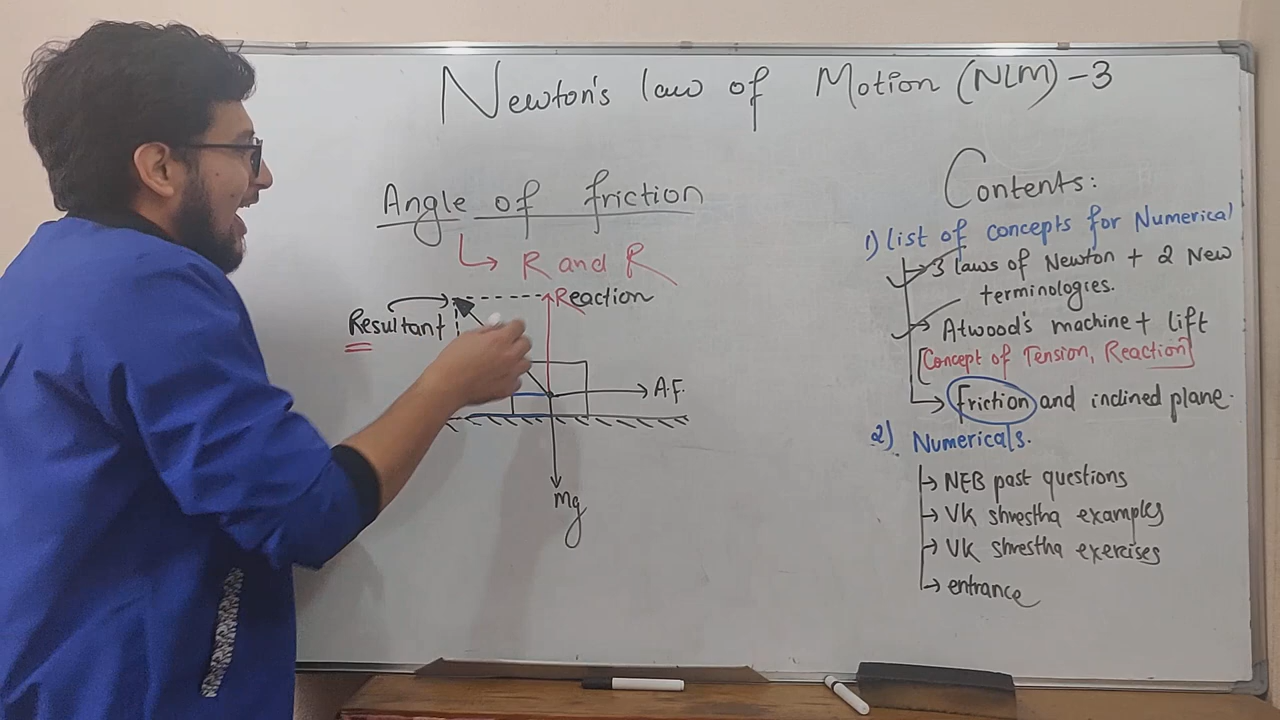 Newton's law of Motion (NLM) -3
Angle of friction
R and R
Reaction
Resultant
A.F.
Mg
Contents:
1) list of concepts for Numerical
3 laws of Newton + 2 New
terminologies.
Atwood's machine + lift
[Concept of Tension, Reaction]
friction and inclined plane.
2) Numericals.
NEB past questions
VK shrestha examples
VK shrestha exercises
entrance